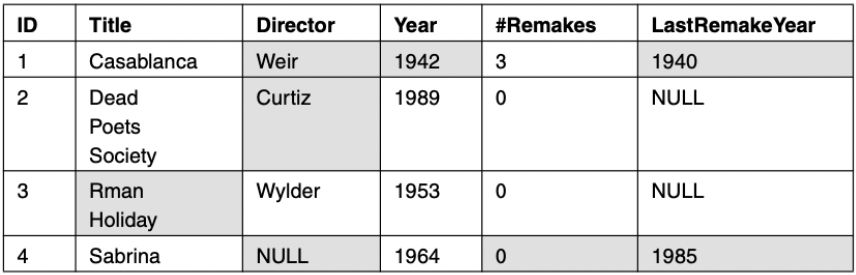 ID Title Director Year #Remakes LastRemakeYear
1 Casablanca Weir 1942 3 1940
2 Dead Curtiz 1989 0 NULL
Poets
Society
3 Rman Wylder 1953 0 NULL
Holiday
4 Sabrina NULL 1964 0 1985